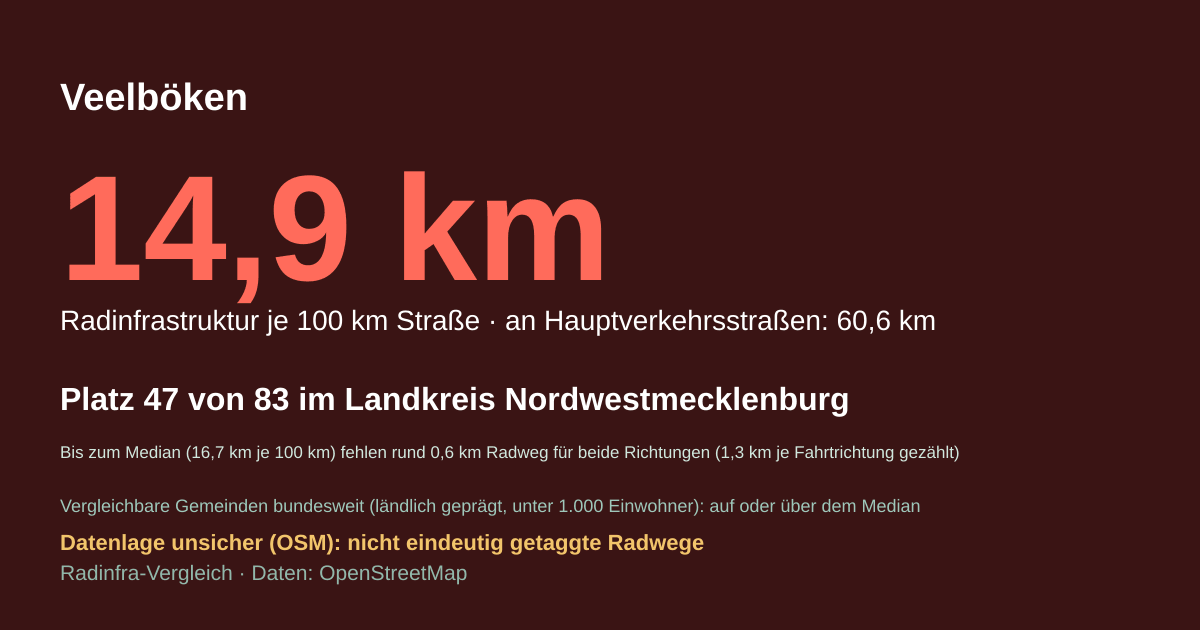 Veelböken
14,9 km
Radinfrastruktur je 100 km Straße · an Hauptverkehrsstraßen: 60,6 km
Platz 47 von 83 im Landkreis Nordwestmecklenburg
Bis zum Median (16,7 km je 100 km) fehlen rund 0,6 km Radweg für beide Richtungen (1,3 km je Fahrtrichtung gezählt)
Vergleichbare Gemeinden bundesweit (ländlich geprägt, unter 1.000 Einwohner): auf oder über dem Median
Datenlage unsicher (OSM): nicht eindeutig getaggte Radwege
Radinfra-Vergleich · Daten: OpenStreetMap